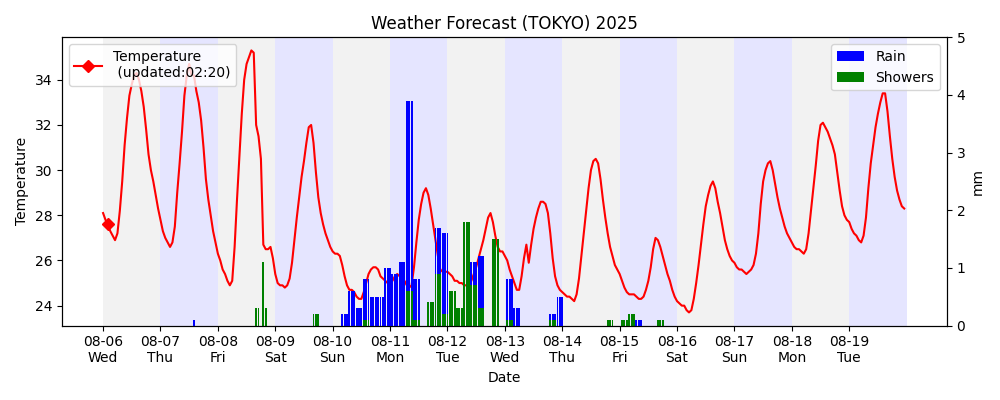 Weather Forecast (TOKYO) 2025
Temperature
(updated:02:20)
Rain
Showers
Temperature
34
32
30
28
26
24
5
4
3
2
1
0
mm
08-06 08-07 08-08 08-09 08-10 08-11 08-12 08-13 08-14 08-15 08-16 08-17 08-18 08-19
Wed Thu Fri Sat Sun Mon Tue Wed Thu Fri Sat Sun Mon Tue
Date